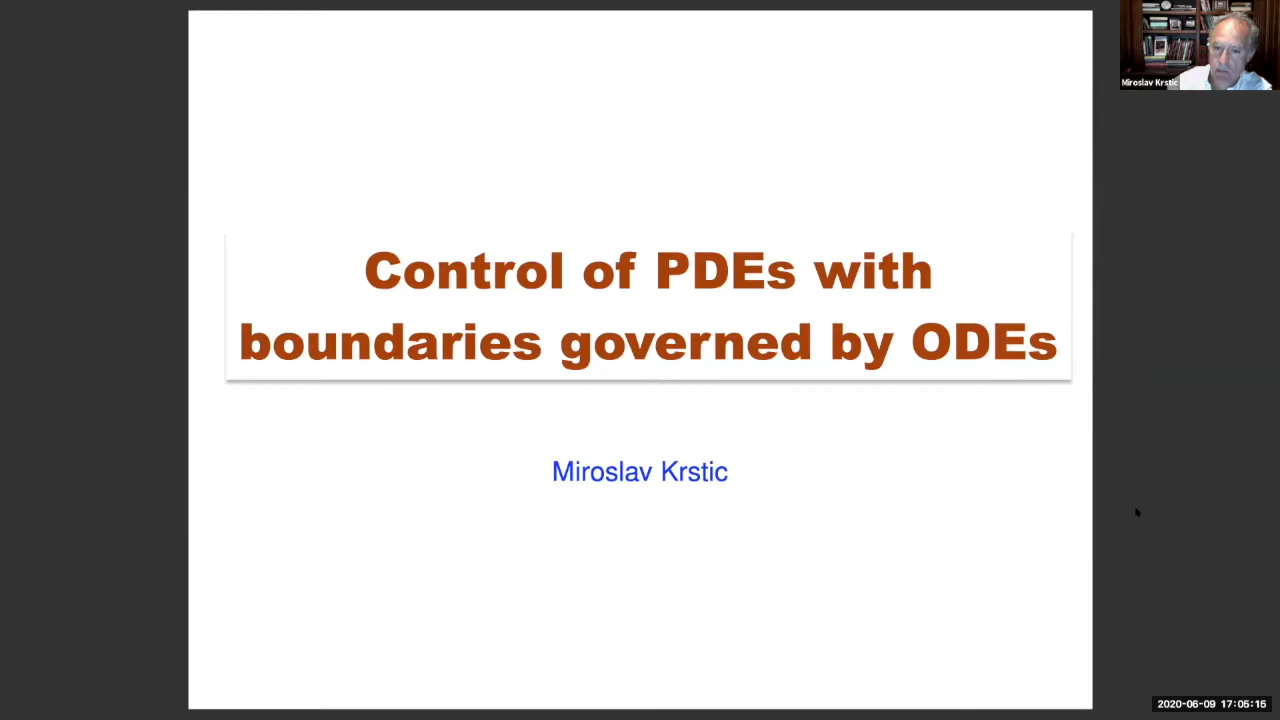 Miroslav Krstic
Control of PDEs with
boundaries governed by ODEs
Miroslav Krstic
2020-06-09 17:05:15